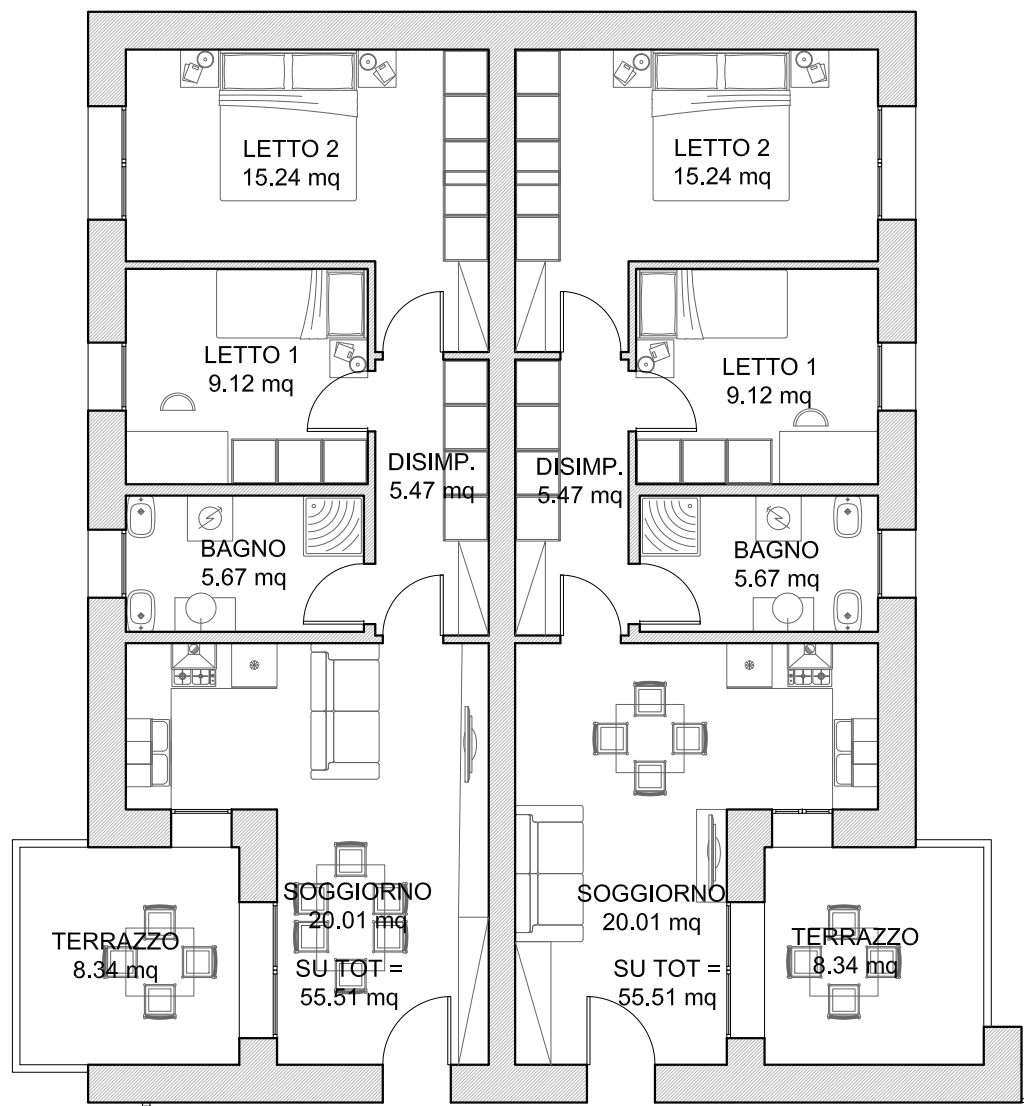 LETTO 2
15.24 mq
LETTO 2
15.24 mq
LETTO 1
9.12 mq
LETTO 1
9.12 mq
DISIMP.
5.47 mq
DISIMP.
5.47 mq
BAGNO
5.67 mq
BAGNO
5.67 mq
SOGGIORNO
20.01 mq
SOGGIORNO
20.01 mq
TERRAZZO
8.34 mq
TERRAZZO
8.34 mq
SU TOT =
55.51 mq
SU TOT =
55.51 mq